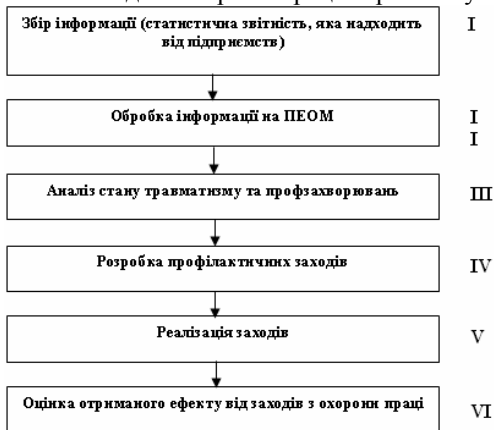 Збір інформації (статистична звітність, яка надходить I
від підприємств)
Обробка інформації на ПЕОМ I
I
Аналіз стану травматизму та профзахворювань III
Розробка профілактичних заходів IV
Реалізація заходів V
Оцінка отриманого ефекту від заходів з охорони праці VI